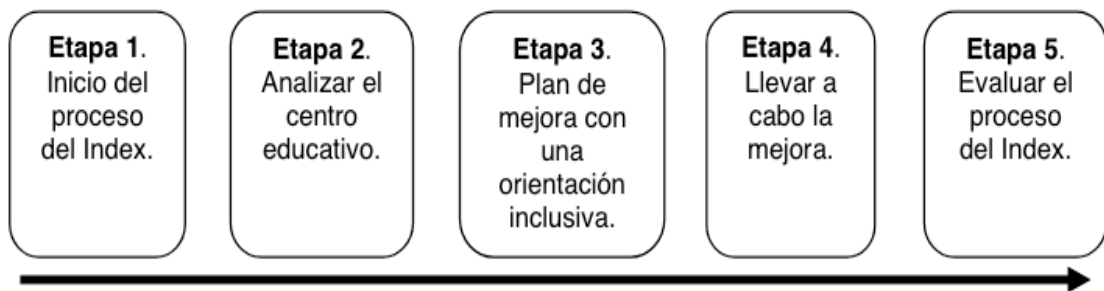 Etapa 1.
Inicio del
proceso
del Index.
Etapa 2.
Analizar el
centro
educativo.
Etapa 3.
Plan de
mejora con
una
orientación
inclusiva.
Etapa 4.
Llevar a
cabo la
mejora.
Etapa 5.
Evaluar el
proceso
del Index.